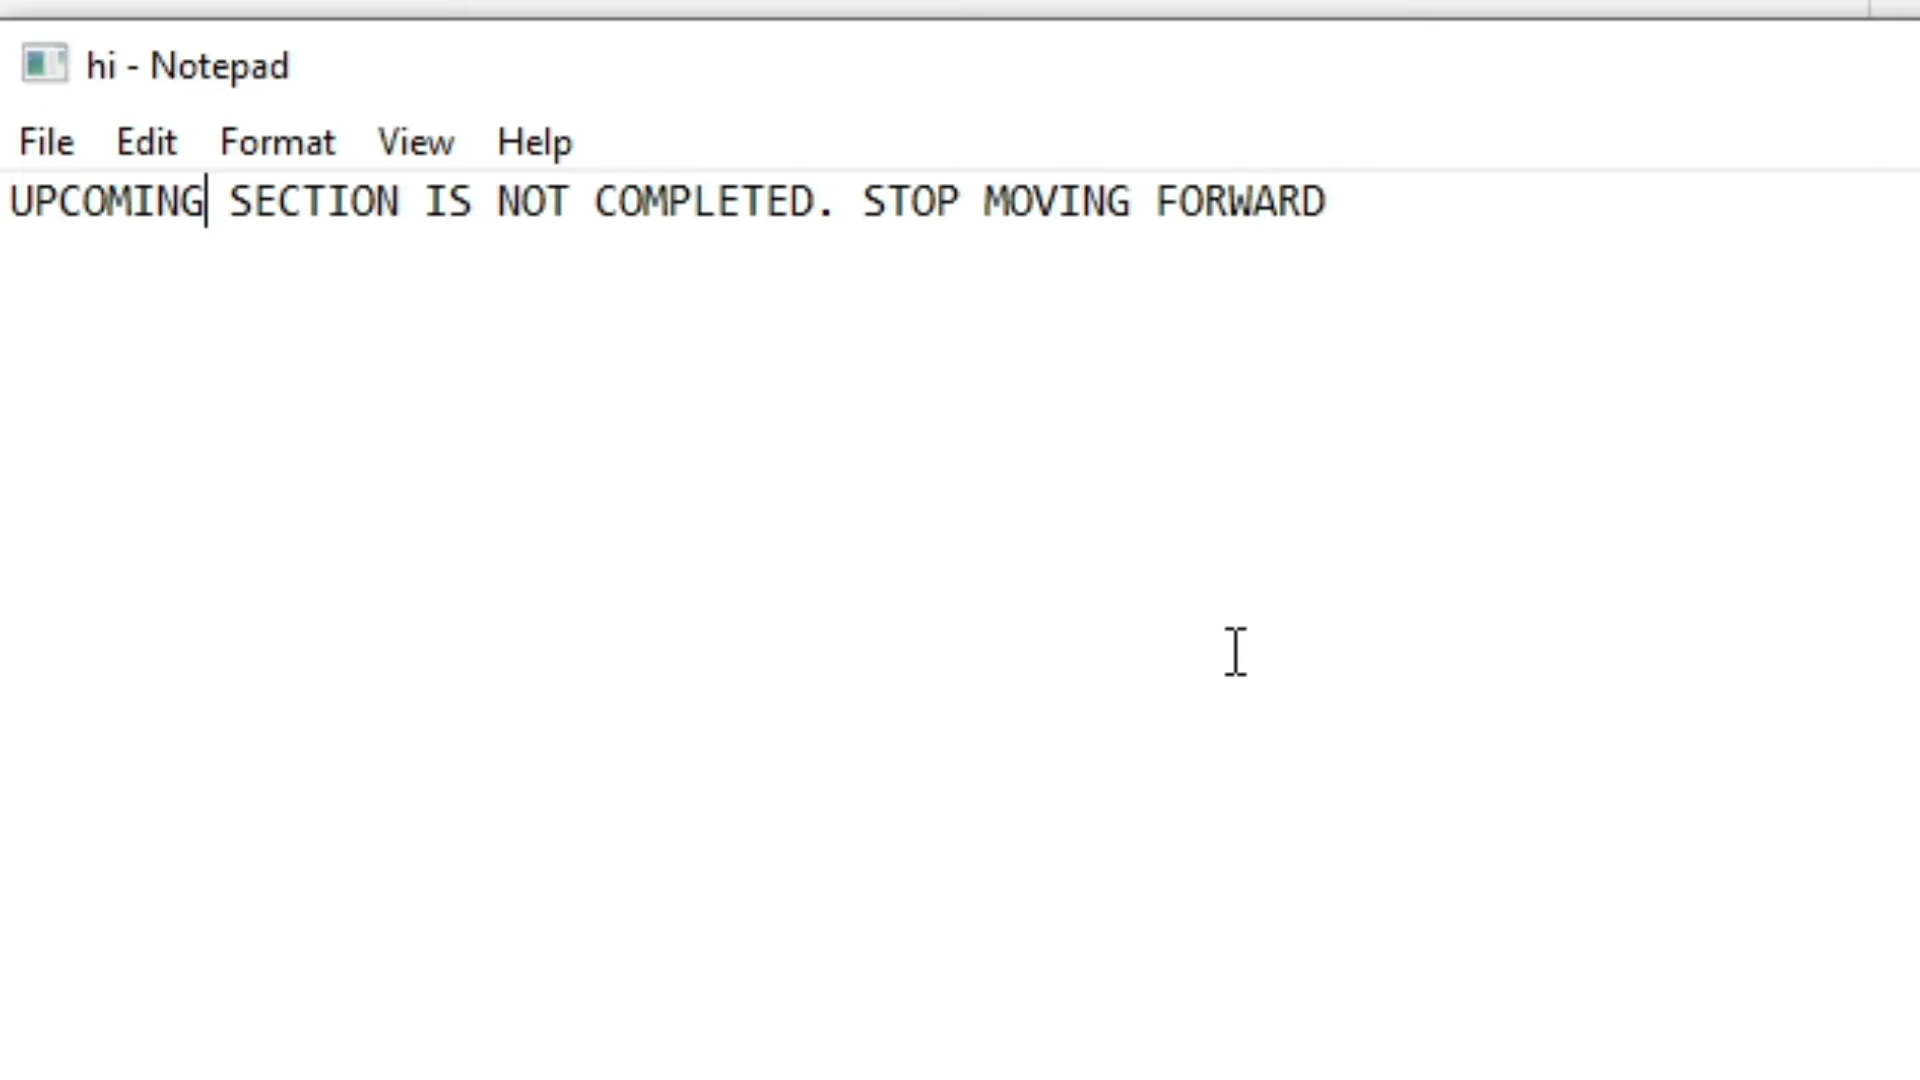 hi - Notepad
File Edit Format View Help
UPCOMING SECTION IS NOT COMPLETED. STOP MOVING FORWARD